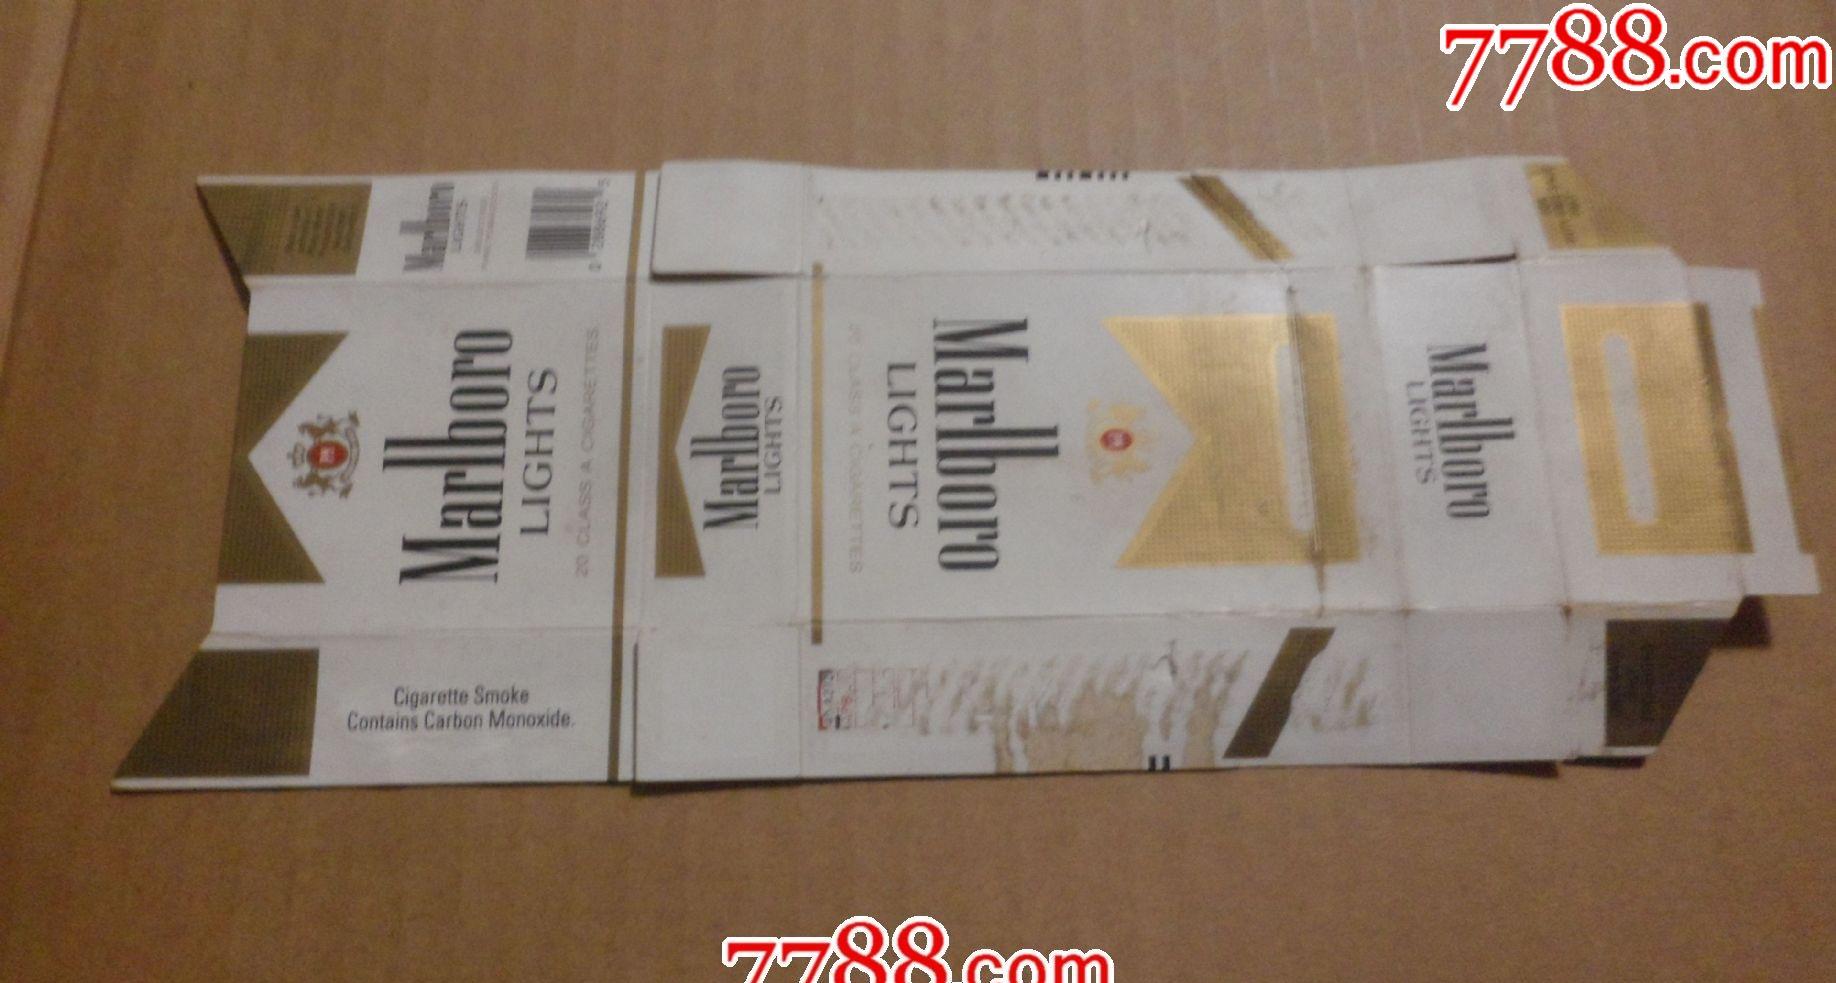 7788.com
Marlboro
LIGHTS
Marlboro
LIGHTS
20 CLASS A CIGARETTES
Marlboro
LIGHTS
Marlboro
LIGHTS
20 CLASS A CIGARETTES
Marlboro
LIGHTS
Cigarette Smoke
Contains Carbon Monoxide.
7788.com